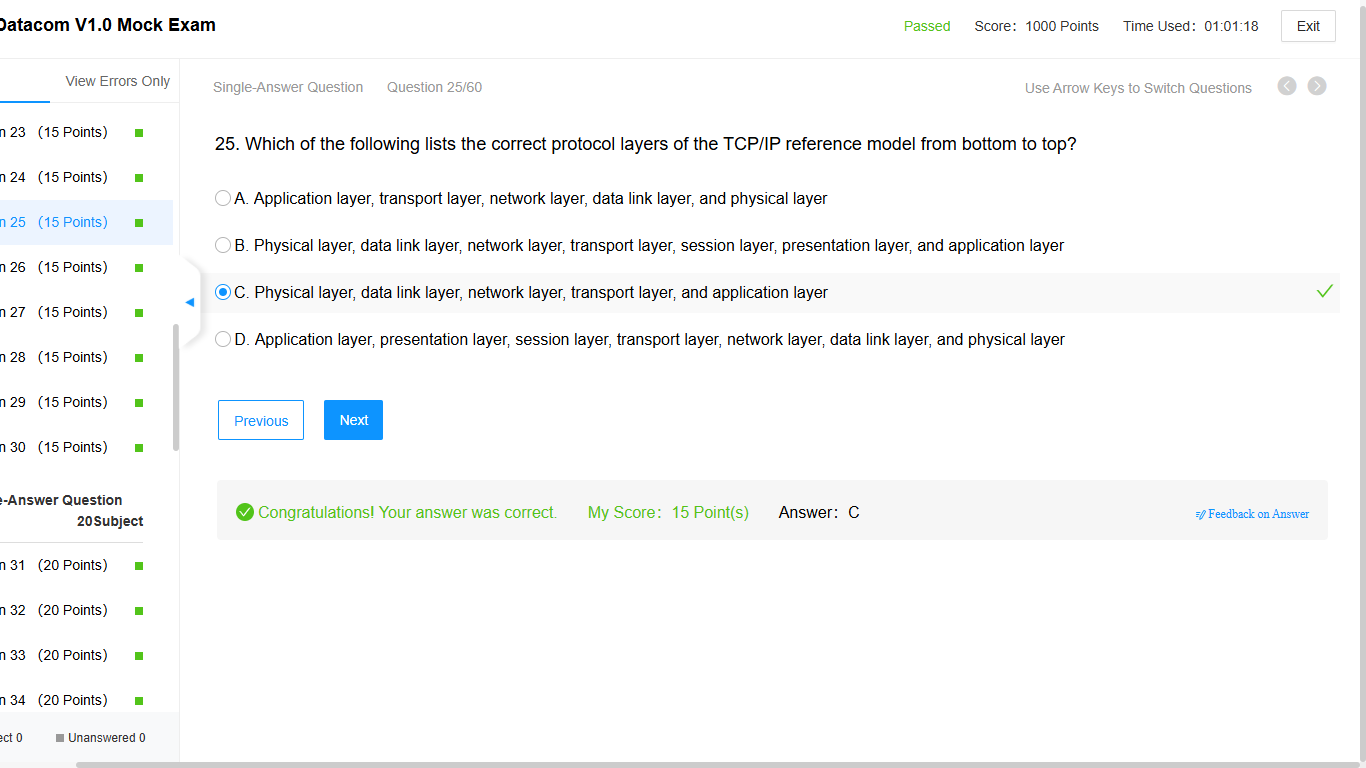 Datacom V1.0 Mock Exam
Passed Score: 1000 Points Time Used: 01:01:18 Exit
View Errors Only
Single-Answer Question Question 25/60 Use Arrow Keys to Switch Questions
n 23 (15 Points)
n 24 (15 Points)
n 25 (15 Points)
n 26 (15 Points)
n 27 (15 Points)
n 28 (15 Points)
n 29 (15 Points)
n 30 (15 Points)
e-Answer Question
20Subject
n 31 (20 Points)
n 32 (20 Points)
n 33 (20 Points)
n 34 (20 Points)
ect 0 Unanswered 0
25. Which of the following lists the correct protocol layers of the TCP/IP reference model from bottom to top?
A. Application layer, transport layer, network layer, data link layer, and physical layer
B. Physical layer, data link layer, network layer, transport layer, session layer, presentation layer, and application layer
C. Physical layer, data link layer, network layer, transport layer, and application layer
D. Application layer, presentation layer, session layer, transport layer, network layer, data link layer, and physical layer
Previous Next
Congratulations! Your answer was correct. My Score: 15 Point(s) Answer: C Feedback on Answer